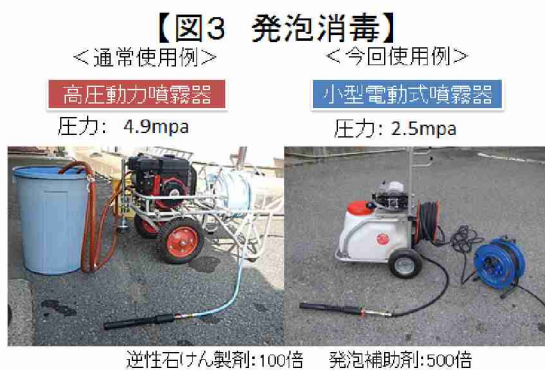 【図3 発泡消毒】
＜通常使用例＞ ＜今回使用例＞
高圧動力噴霧器 小型電動式噴霧器
圧力: 4.9mpa 圧力: 2.5mpa
逆性石けん製剤:100倍 発泡補助剤:500倍